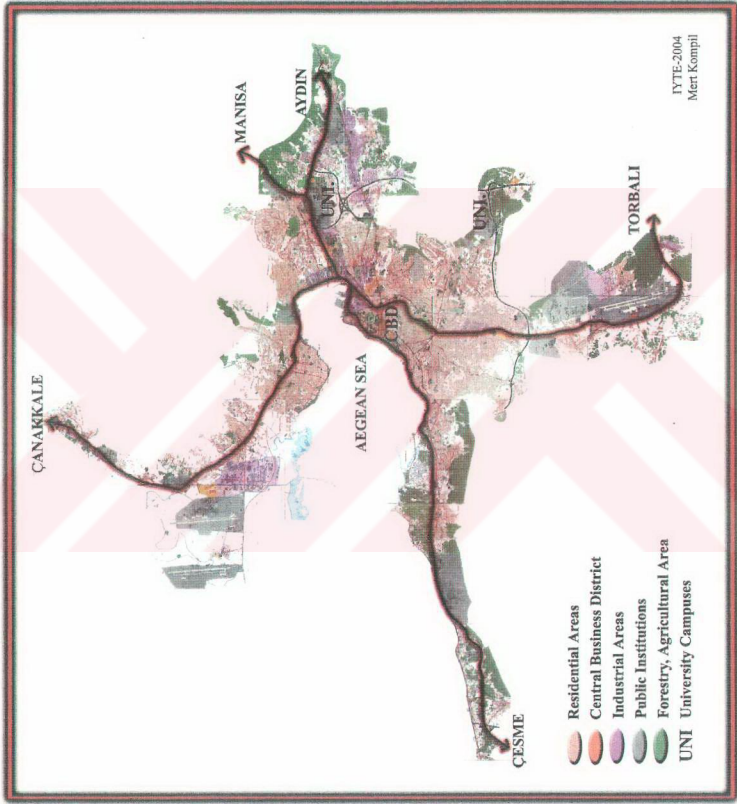 ÇANAKKALE
MANISA
AYDIN
UNI.
AEGEAN SEA
CBD
UNI.
TORBALI
ÇESME
Residential Areas
Central Business District
Industrial Areas
Public Institutions
Forestry, Agricultural Area
UNI University Campuses
IYTE-2004
Mert Kompil